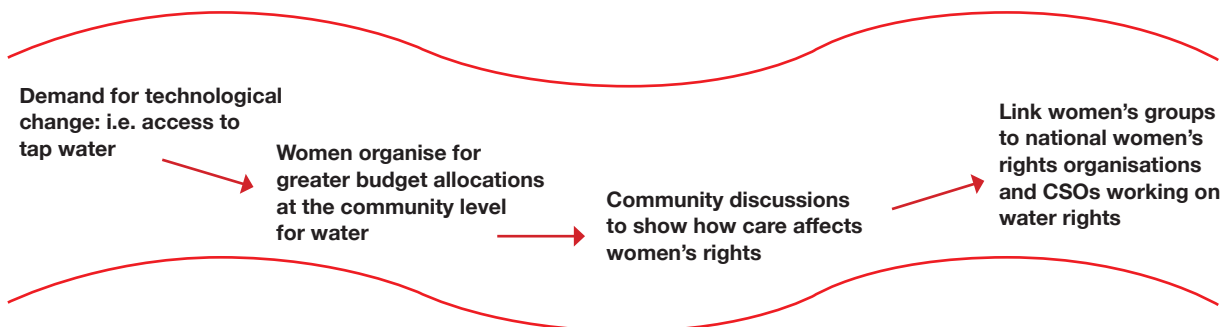 Demand for technological
change: i.e. access to
tap water
Women organise for
greater budget allocations
at the community level
for water
Community discussions
to show how care affects
women’s rights
Link women’s groups
to national women’s
rights organisations
and CSOs working on
water rights